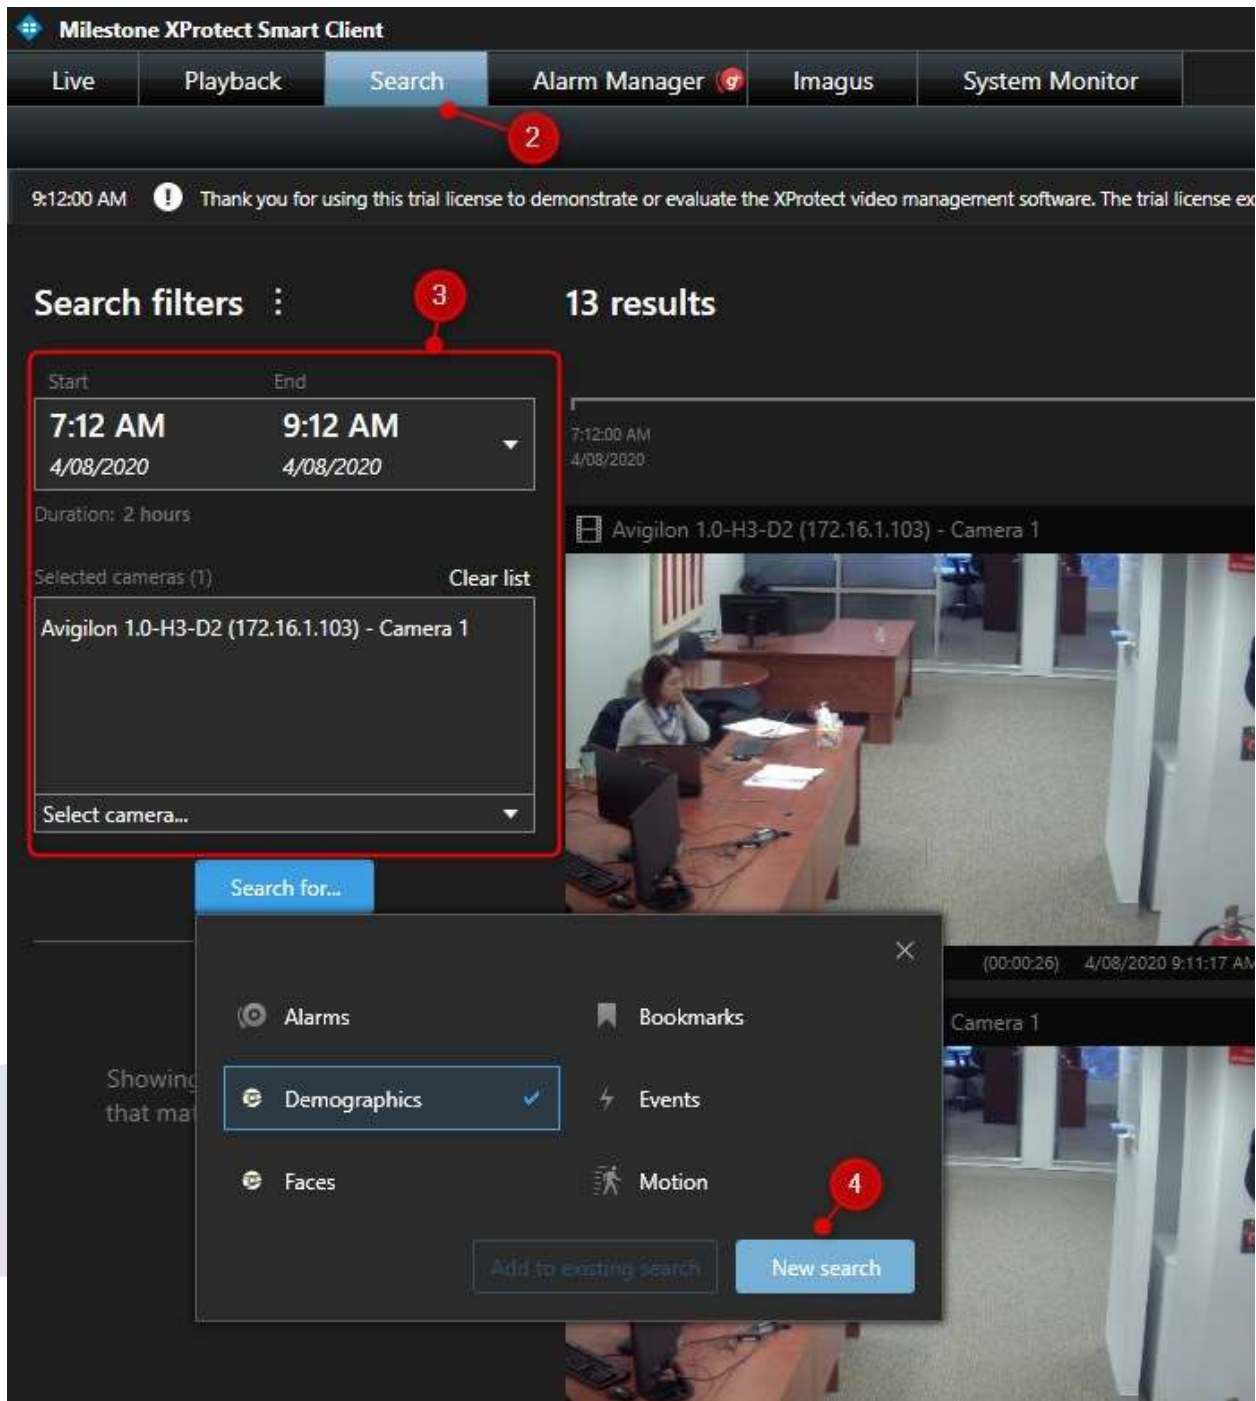 Milestone XProtect Smart Client
Live Playback Search Alarm Manager Imagus System Monitor
2
9:12:00 AM ! Thank you for using this trial license to demonstrate or evaluate the XProtect video management software. The trial license ex
Search filters
3
13 results
Start End
7:12 AM 9:12 AM
4/08/2020 4/08/2020
7:12:00 AM
4/08/2020
Duration: 2 hours
Avigilon 1.0-H3-D2 (172.16.1.103) - Camera 1
Selected cameras (1) Clear list
Avigilon 1.0-H3-D2 (172.16.1.103) - Camera 1
Select camera...
Search for...
(00:00:26) 4/08/2020 9:11:17 AM
Alarms Bookmarks
Camera 1
Showing
that mat
Demographics Events
Faces Motion
4
Add to existing search New search